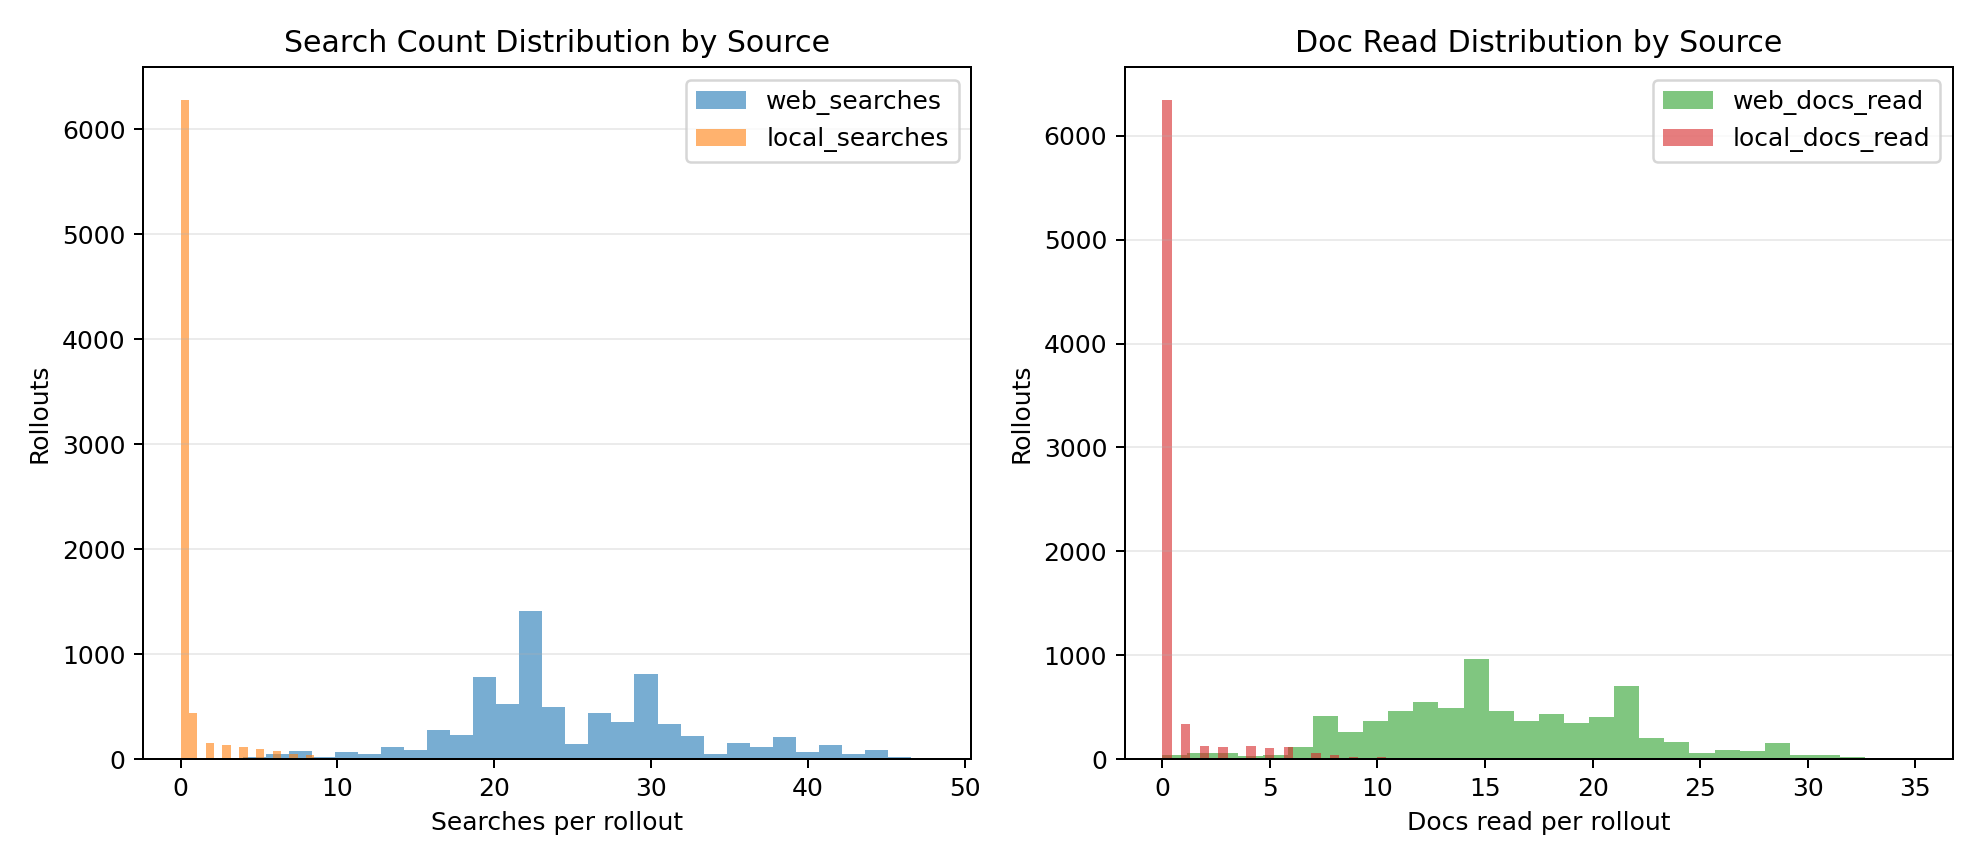 Search Count Distribution by Source
web_searches
local_searches
6000
5000
4000
3000
2000
1000
0
Rollouts
0 10 20 30 40 50
Searches per rollout
Doc Read Distribution by Source
web_docs_read
local_docs_read
6000
5000
4000
3000
2000
1000
0
Rollouts
0 5 10 15 20 25 30 35
Docs read per rollout